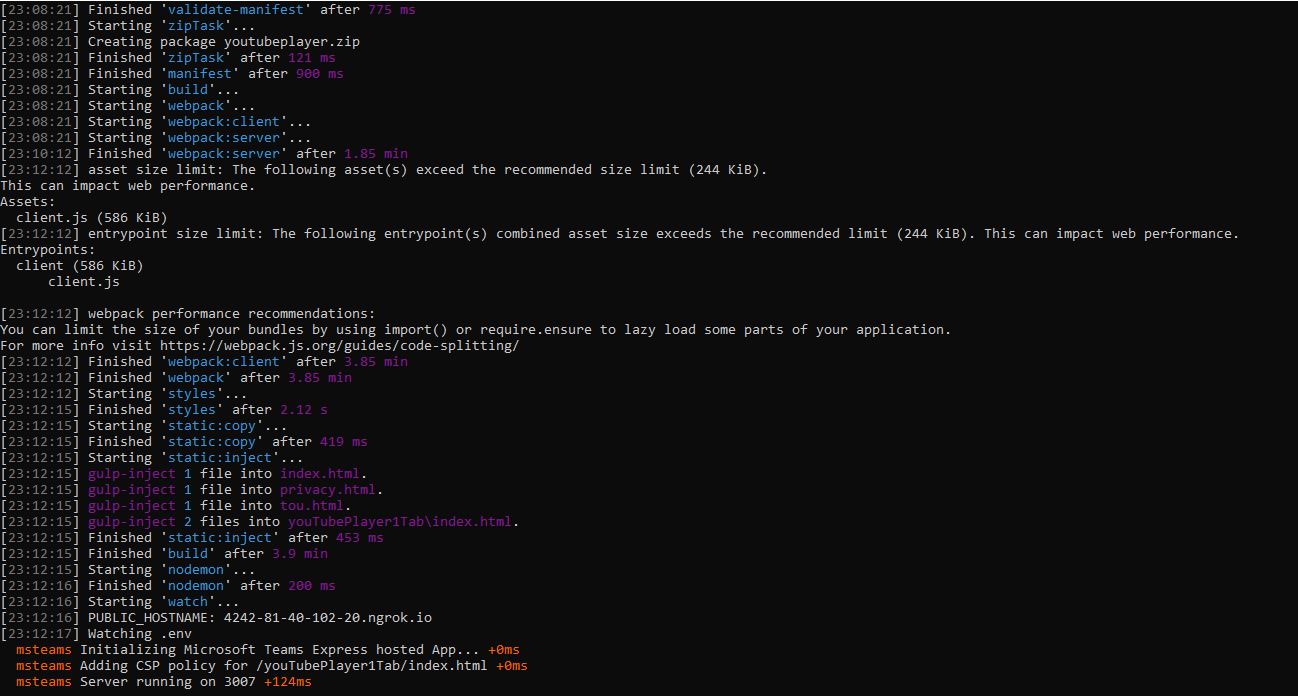 [23:08:21] Finished 'validate-manifest' after 775 ms
[23:08:21] Starting 'zipTask'...
[23:08:21] Creating package youtubeplayer.zip
[23:08:21] Finished 'zipTask' after 121 ms
[23:08:21] Finished 'manifest' after 900 ms
[23:08:21] Starting 'build'...
[23:08:21] Starting 'webpack'...
[23:08:21] Starting 'webpack:client'...
[23:08:21] Starting 'webpack:server'...
[23:10:12] Finished 'webpack:server' after 1.85 min
[23:12:12] asset size limit: The following asset(s) exceed the recommended size limit (244 KiB).
This can impact web performance.
Assets:
  client.js (586 KiB)
[23:12:12] entrypoint size limit: The following entrypoint(s) combined asset size exceeds the recommended limit (244 KiB). This can impact web performance.
Entrypoints:
  client (586 KiB)
      client.js
[23:12:12] webpack performance recommendations:
You can limit the size of your bundles by using import() or require.ensure to lazy load some parts of your application.
For more info visit https://webpack.js.org/guides/code-splitting/
[23:12:12] Finished 'webpack:client' after 3.85 min
[23:12:12] Finished 'webpack' after 3.85 min
[23:12:12] Starting 'styles'...
[23:12:15] Finished 'styles' after 2.12 s
[23:12:15] Starting 'static:copy'...
[23:12:15] Finished 'static:copy' after 419 ms
[23:12:15] Starting 'static:inject'...
[23:12:15] gulp-inject 1 file into index.html.
[23:12:15] gulp-inject 1 file into privacy.html.
[23:12:15] gulp-inject 1 file into tou.html.
[23:12:15] gulp-inject 2 files into youTubePlayer1Tab\index.html.
[23:12:15] Finished 'static:inject' after 453 ms
[23:12:15] Finished 'build' after 3.9 min
[23:12:15] Starting 'nodemon'...
[23:12:16] Finished 'nodemon' after 200 ms
[23:12:16] Starting 'watch'...
[23:12:16] PUBLIC_HOSTNAME: 4242-81-40-102-20.ngrok.io
[23:12:17] Watching .env
  msteams Initializing Microsoft Teams Express hosted App... +0ms
  msteams Adding CSP policy for /youTubePlayer1Tab/index.html +0ms
  msteams Server running on 3007 +124ms